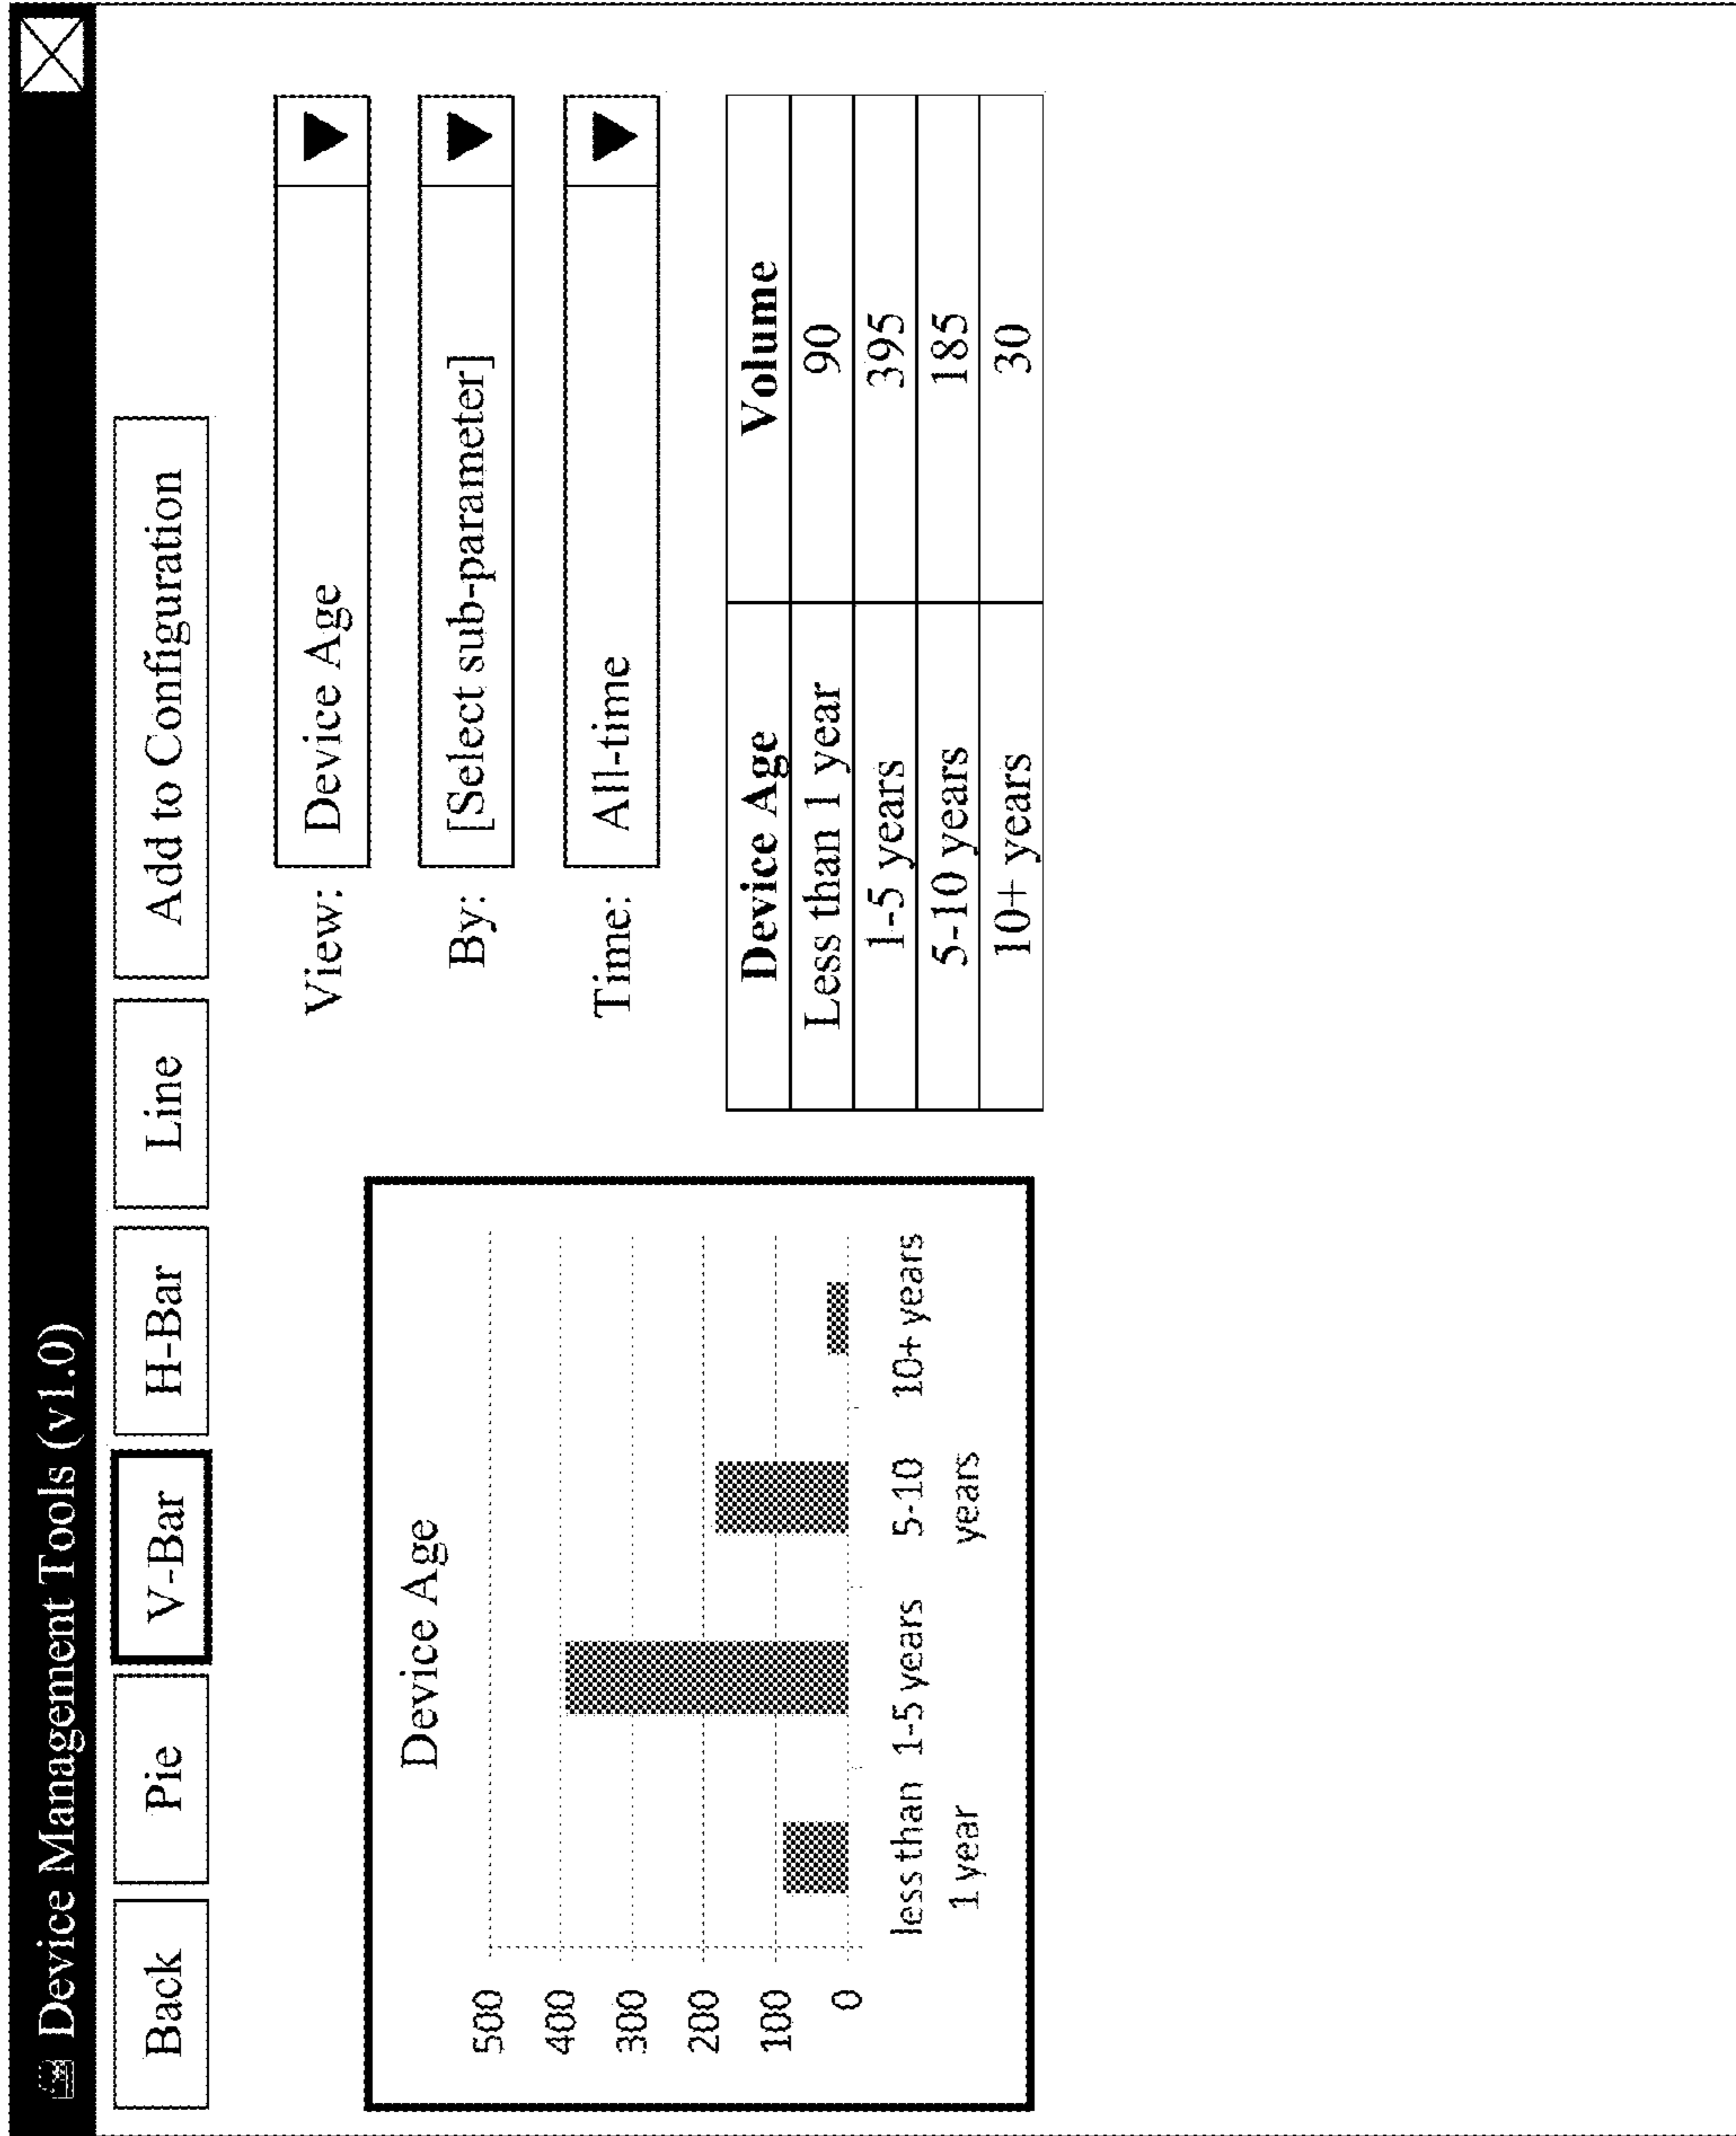 Device Management Tools (v1.0)
Back Pie V-Bar H-Bar Line Add to Configuration
View: Device Age
By: [Select sub-parameter]
Time: All-time
Device Age
500
400
300
200
100
0
less than 1 year
1-5 years
5-10 years
10+ years
Device Age Volume
Less than 1 year 90
1-5 years 395
5-10 years 185
10+ years 30